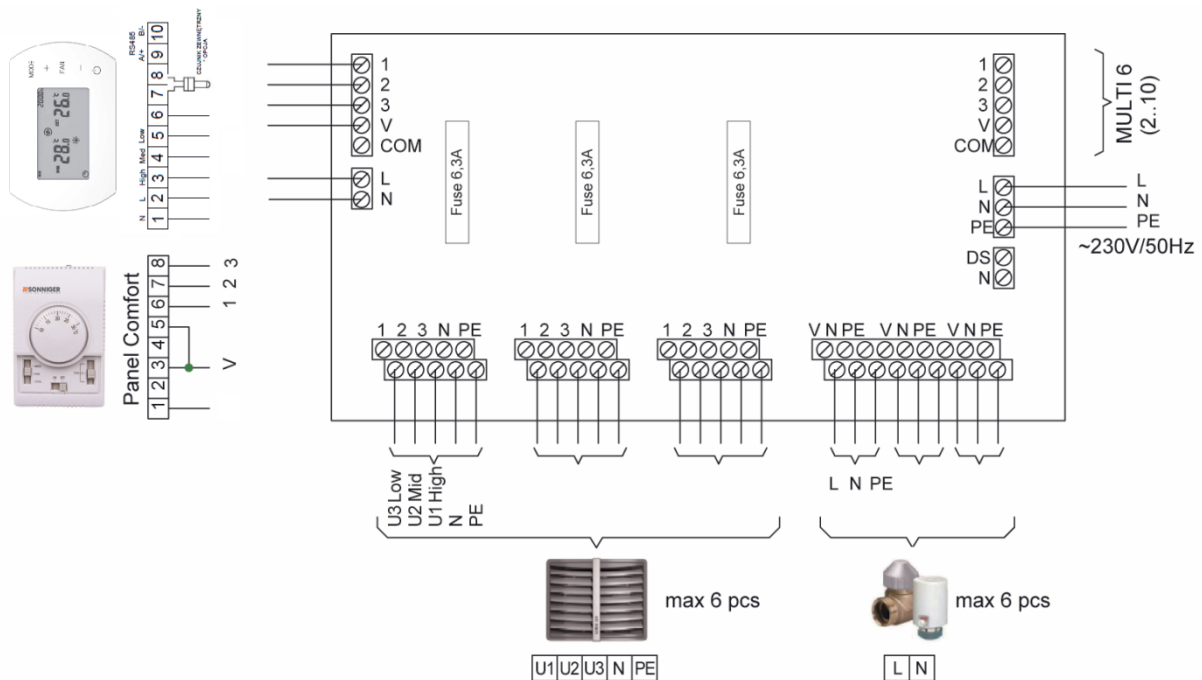 RS485
B/-
A/+
CZUJNIK ZEWNĘTRZNY
* OPCJA
10
9
8
7
6
5 Low
4 Med
3 High
2 L
1 N
MODE + FAN -
SONNIGER
Panel Comfort
8 3
7 2
6 1
5
4
3 V
2
1
1
2
3
V
COM
L
N
Fuse 6,3A
Fuse 6,3A
Fuse 6,3A
1
2
3
V
COM
MULTI 6
(2..10)
L L
N N
PE PE
~230V/50Hz
DS
N
1 2 3 N PE
1 2 3 N PE
1 2 3 N PE
V N PE V N PE V N PE
U3 Low
U2 Mid
U1 High
N
PE
L N PE
max 6 pcs
max 6 pcs
U1 U2 U3 N PE
L N